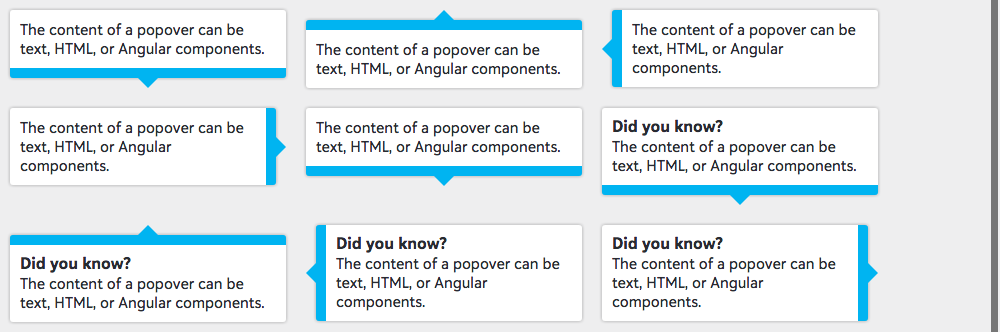 The content of a popover can be
text, HTML, or Angular components.
The content of a popover can be
text, HTML, or Angular components.
The content of a popover can be
text, HTML, or Angular
components.
The content of a popover can be
text, HTML, or Angular
components.
The content of a popover can be
text, HTML, or Angular components.
Did you know?
The content of a popover can be
text, HTML, or Angular components.
Did you know?
The content of a popover can be
text, HTML, or Angular components.
Did you know?
The content of a popover can be
text, HTML, or Angular
components.
Did you know?
The content of a popover can be
text, HTML, or Angular
components.